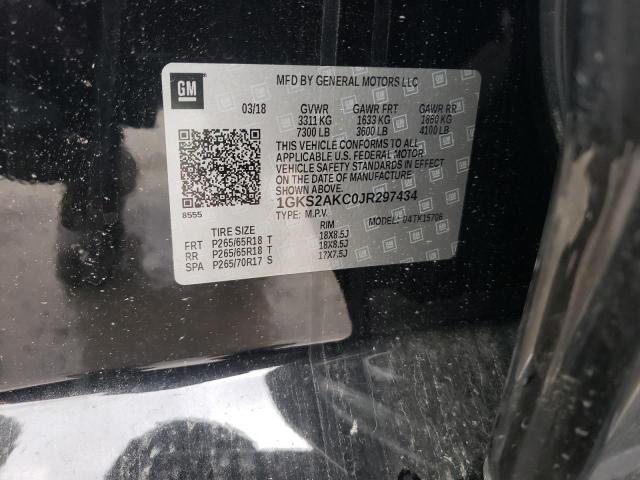 GM
MFD BY GENERAL MOTORS LLC
03/18 GVWR GAWR FRT GAWR RR
3311 KG 1633 KG 1860 KG
7300 LB 3600 LB 4100 LB
THIS VEHICLE CONFORMS TO ALL
APPLICABLE U.S. FEDERAL MOTOR
VEHICLE SAFETY STANDARDS IN EFFECT
ON THE DATE OF MANUFACTURE
SHOWN ABOVE.
1GKS2AKC0JR297434
8555
TYPE: M.P.V. MODEL: 04TK15706
TIRE SIZE RIM
FRT P265/65R18 T 18X8.5J
RR P265/65R18 T 18X8.5J
SPA P265/70R17 S 17X7.5J